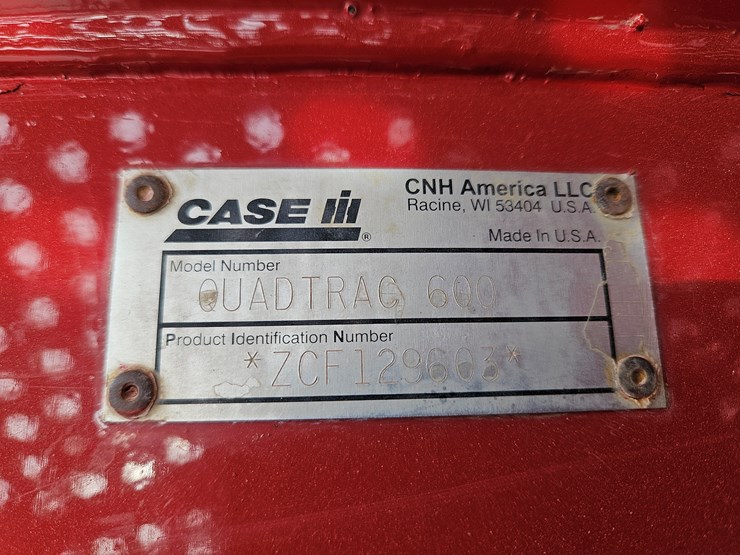 CASE IH®
CNH America LLC
Racine, WI 53404 U.S.A.
Made In U.S.A.
Model Number
QUADTRAC 600
Product Identification Number
*ZCF129603*